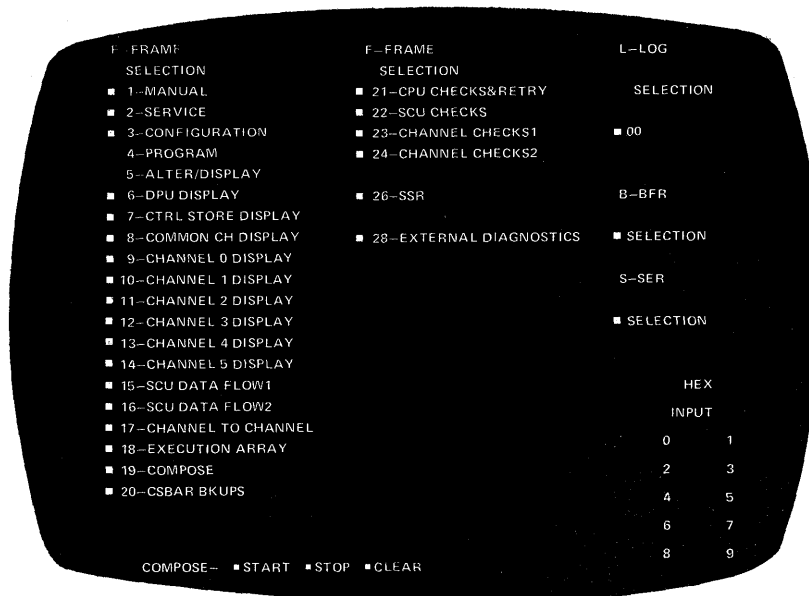 F-FRAME
SELECTION
■ 1-MANUAL
■ 2-SERVICE
■ 3-CONFIGURATION
4-PROGRAM
5-ALTER/DISPLAY
■ 6-DPU DISPLAY
■ 7-CTRL STORE DISPLAY
■ 8-COMMON CH DISPLAY
■ 9-CHANNEL 0 DISPLAY
■ 10-CHANNEL 1 DISPLAY
■ 11-CHANNEL 2 DISPLAY
■ 12-CHANNEL 3 DISPLAY
■ 13-CHANNEL 4 DISPLAY
■ 14-CHANNEL 5 DISPLAY
■ 15-SCU DATA FLOW1
■ 16-SCU DATA FLOW2
■ 17-CHANNEL TO CHANNEL
■ 18-EXECUTION ARRAY
■ 19-COMPOSE
■ 20-CSBAR BKUPS
F-FRAME
SELECTION
■ 21-CPU CHECKS&RETRY
■ 22-SCU CHECKS
■ 23-CHANNEL CHECKS1
■ 24-CHANNEL CHECKS2
■ 26-SSR
■ 28-EXTERNAL DIAGNOSTICS
L-LOG
SELECTION
■ 00
B-BFR
■ SELECTION
S-SER
■ SELECTION
HEX
INPUT
0 1
2 3
4 5
6 7
8 9
COMPOSE- ■ START ■ STOP ■ CLEAR